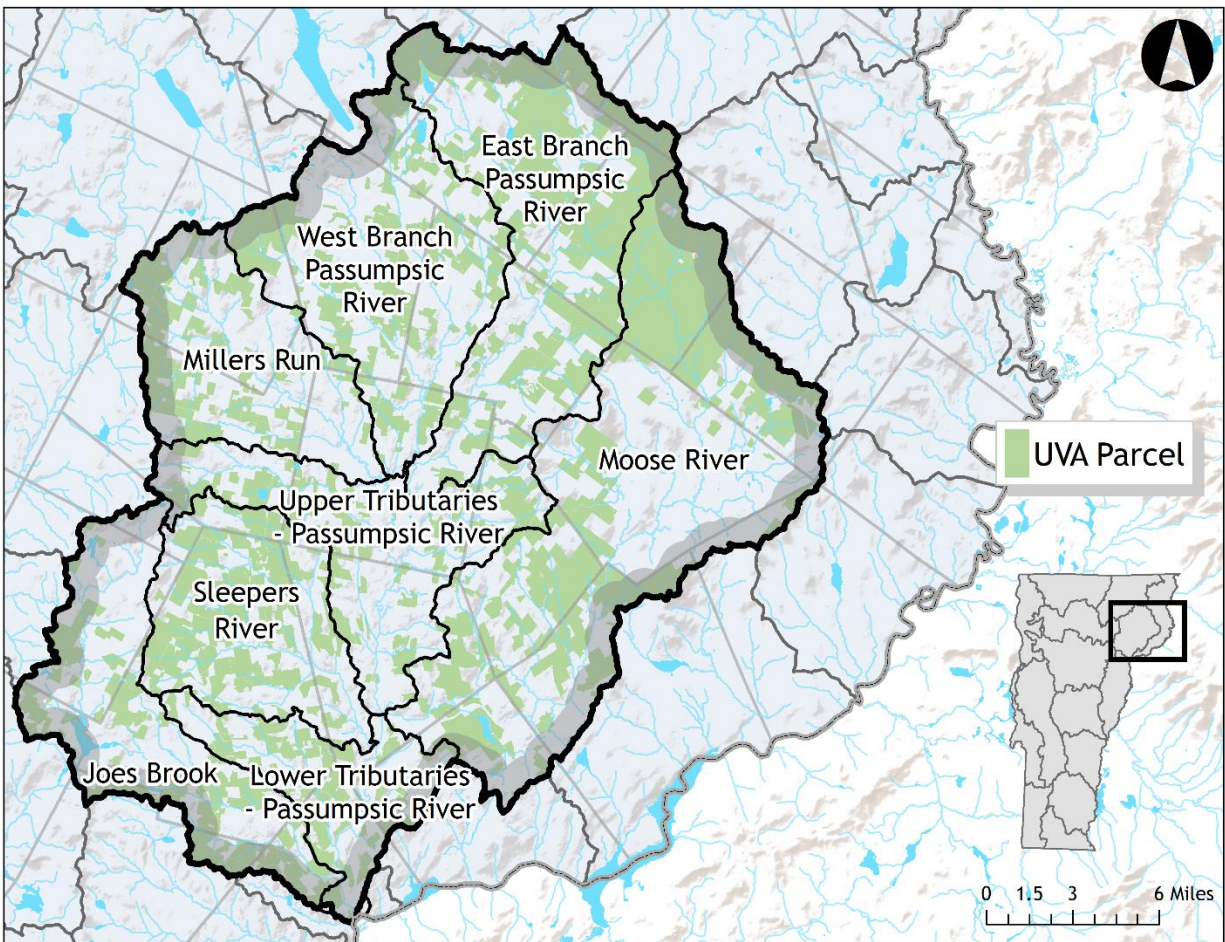 East Branch
Passumpsic
River
West Branch
Passumpsic
River
Millers Run
Moose River
UVA Parcel
Upper Tributaries
- Passumpsic River
Sleepers
River
Joes Brook
Lower Tributaries
- Passumpsic River
0 1.5 3 6 Miles